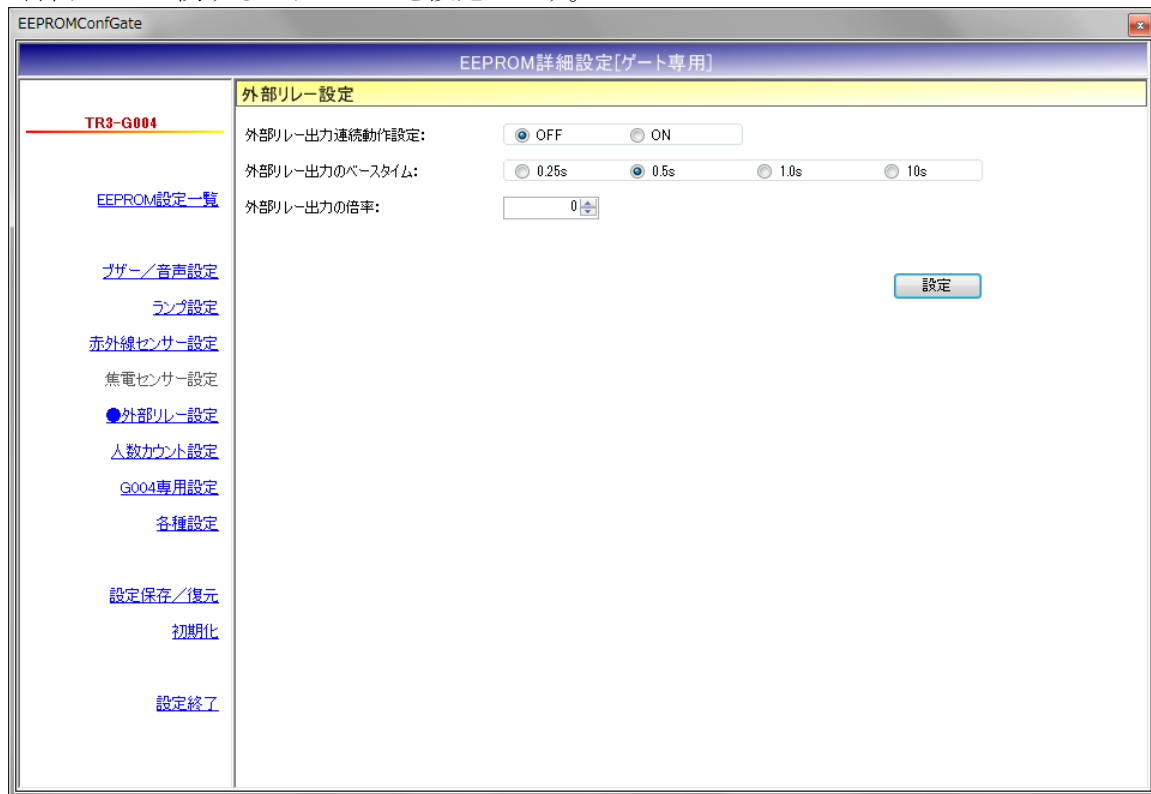 EEPROMConfGate
EEPROM詳細設定[ゲート専用]
TR3-G004
EEPROM設定一覧
ブザー／音声設定
ランプ設定
赤外線センサー設定
焦電センサー設定
●外部リレー設定
人数カウント設定
G004専用設定
各種設定
設定保存／復元
初期化
設定終了
外部リレー設定
外部リレー出力連続動作設定: OFF ON
外部リレー出力のベースタイム: 0.25s 0.5s 1.0s 10s
外部リレー出力の倍率: 0
設定